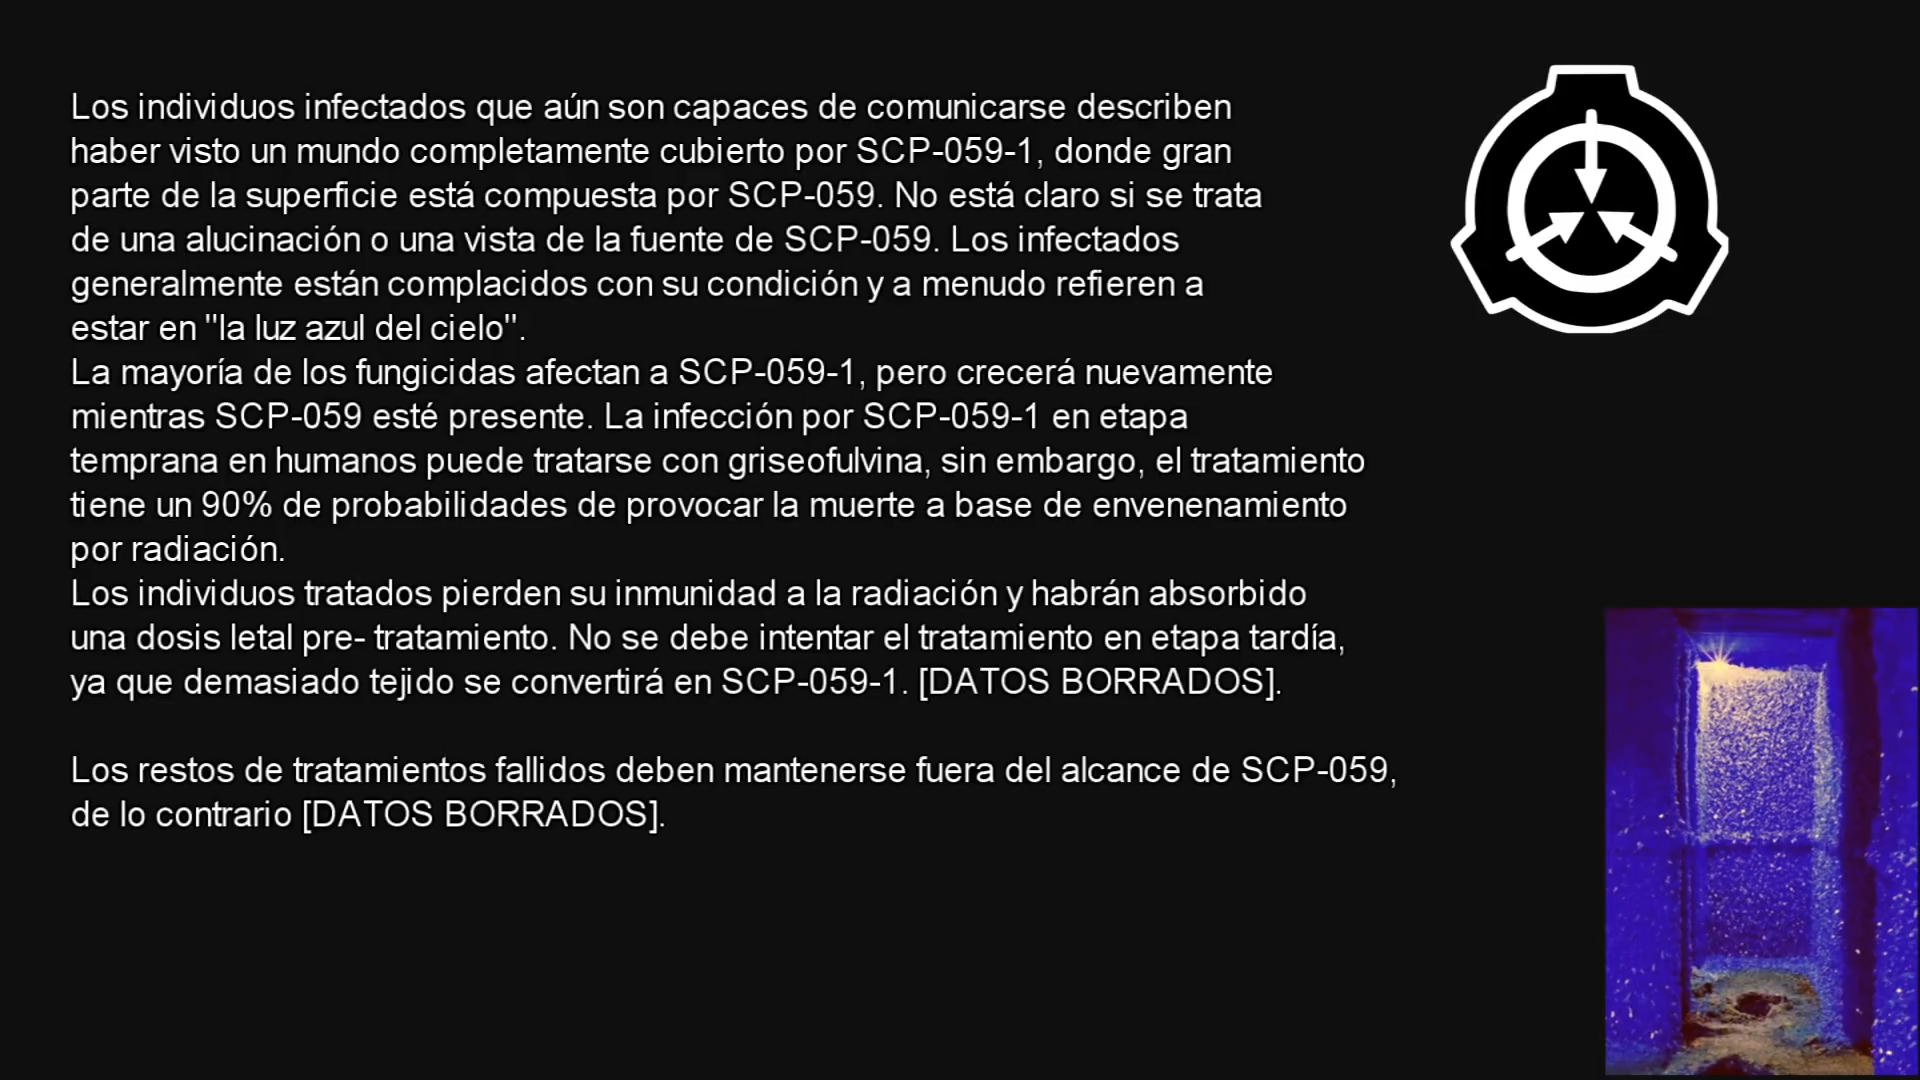 Los individuos infectados que aún son capaces de comunicarse describen
haber visto un mundo completamente cubierto por SCP-059-1, donde gran
parte de la superficie está compuesta por SCP-059. No está claro si se trata
de una alucinación o una vista de la fuente de SCP-059. Los infectados
generalmente están complacidos con su condición y a menudo refieren a
estar en "la luz azul del cielo".
La mayoría de los fungicidas afectan a SCP-059-1, pero crecerá nuevamente
mientras SCP-059 esté presente. La infección por SCP-059-1 en etapa
temprana en humanos puede tratarse con griseofulvina, sin embargo, el tratamiento
tiene un 90% de probabilidades de provocar la muerte a base de envenenamiento
por radiación.
Los individuos tratados pierden su inmunidad a la radiación y habrán absorbido
una dosis letal pre- tratamiento. No se debe intentar el tratamiento en etapa tardía,
ya que demasiado tejido se convertirá en SCP-059-1. [DATOS BORRADOS].
Los restos de tratamientos fallidos deben mantenerse fuera del alcance de SCP-059,
de lo contrario [DATOS BORRADOS].